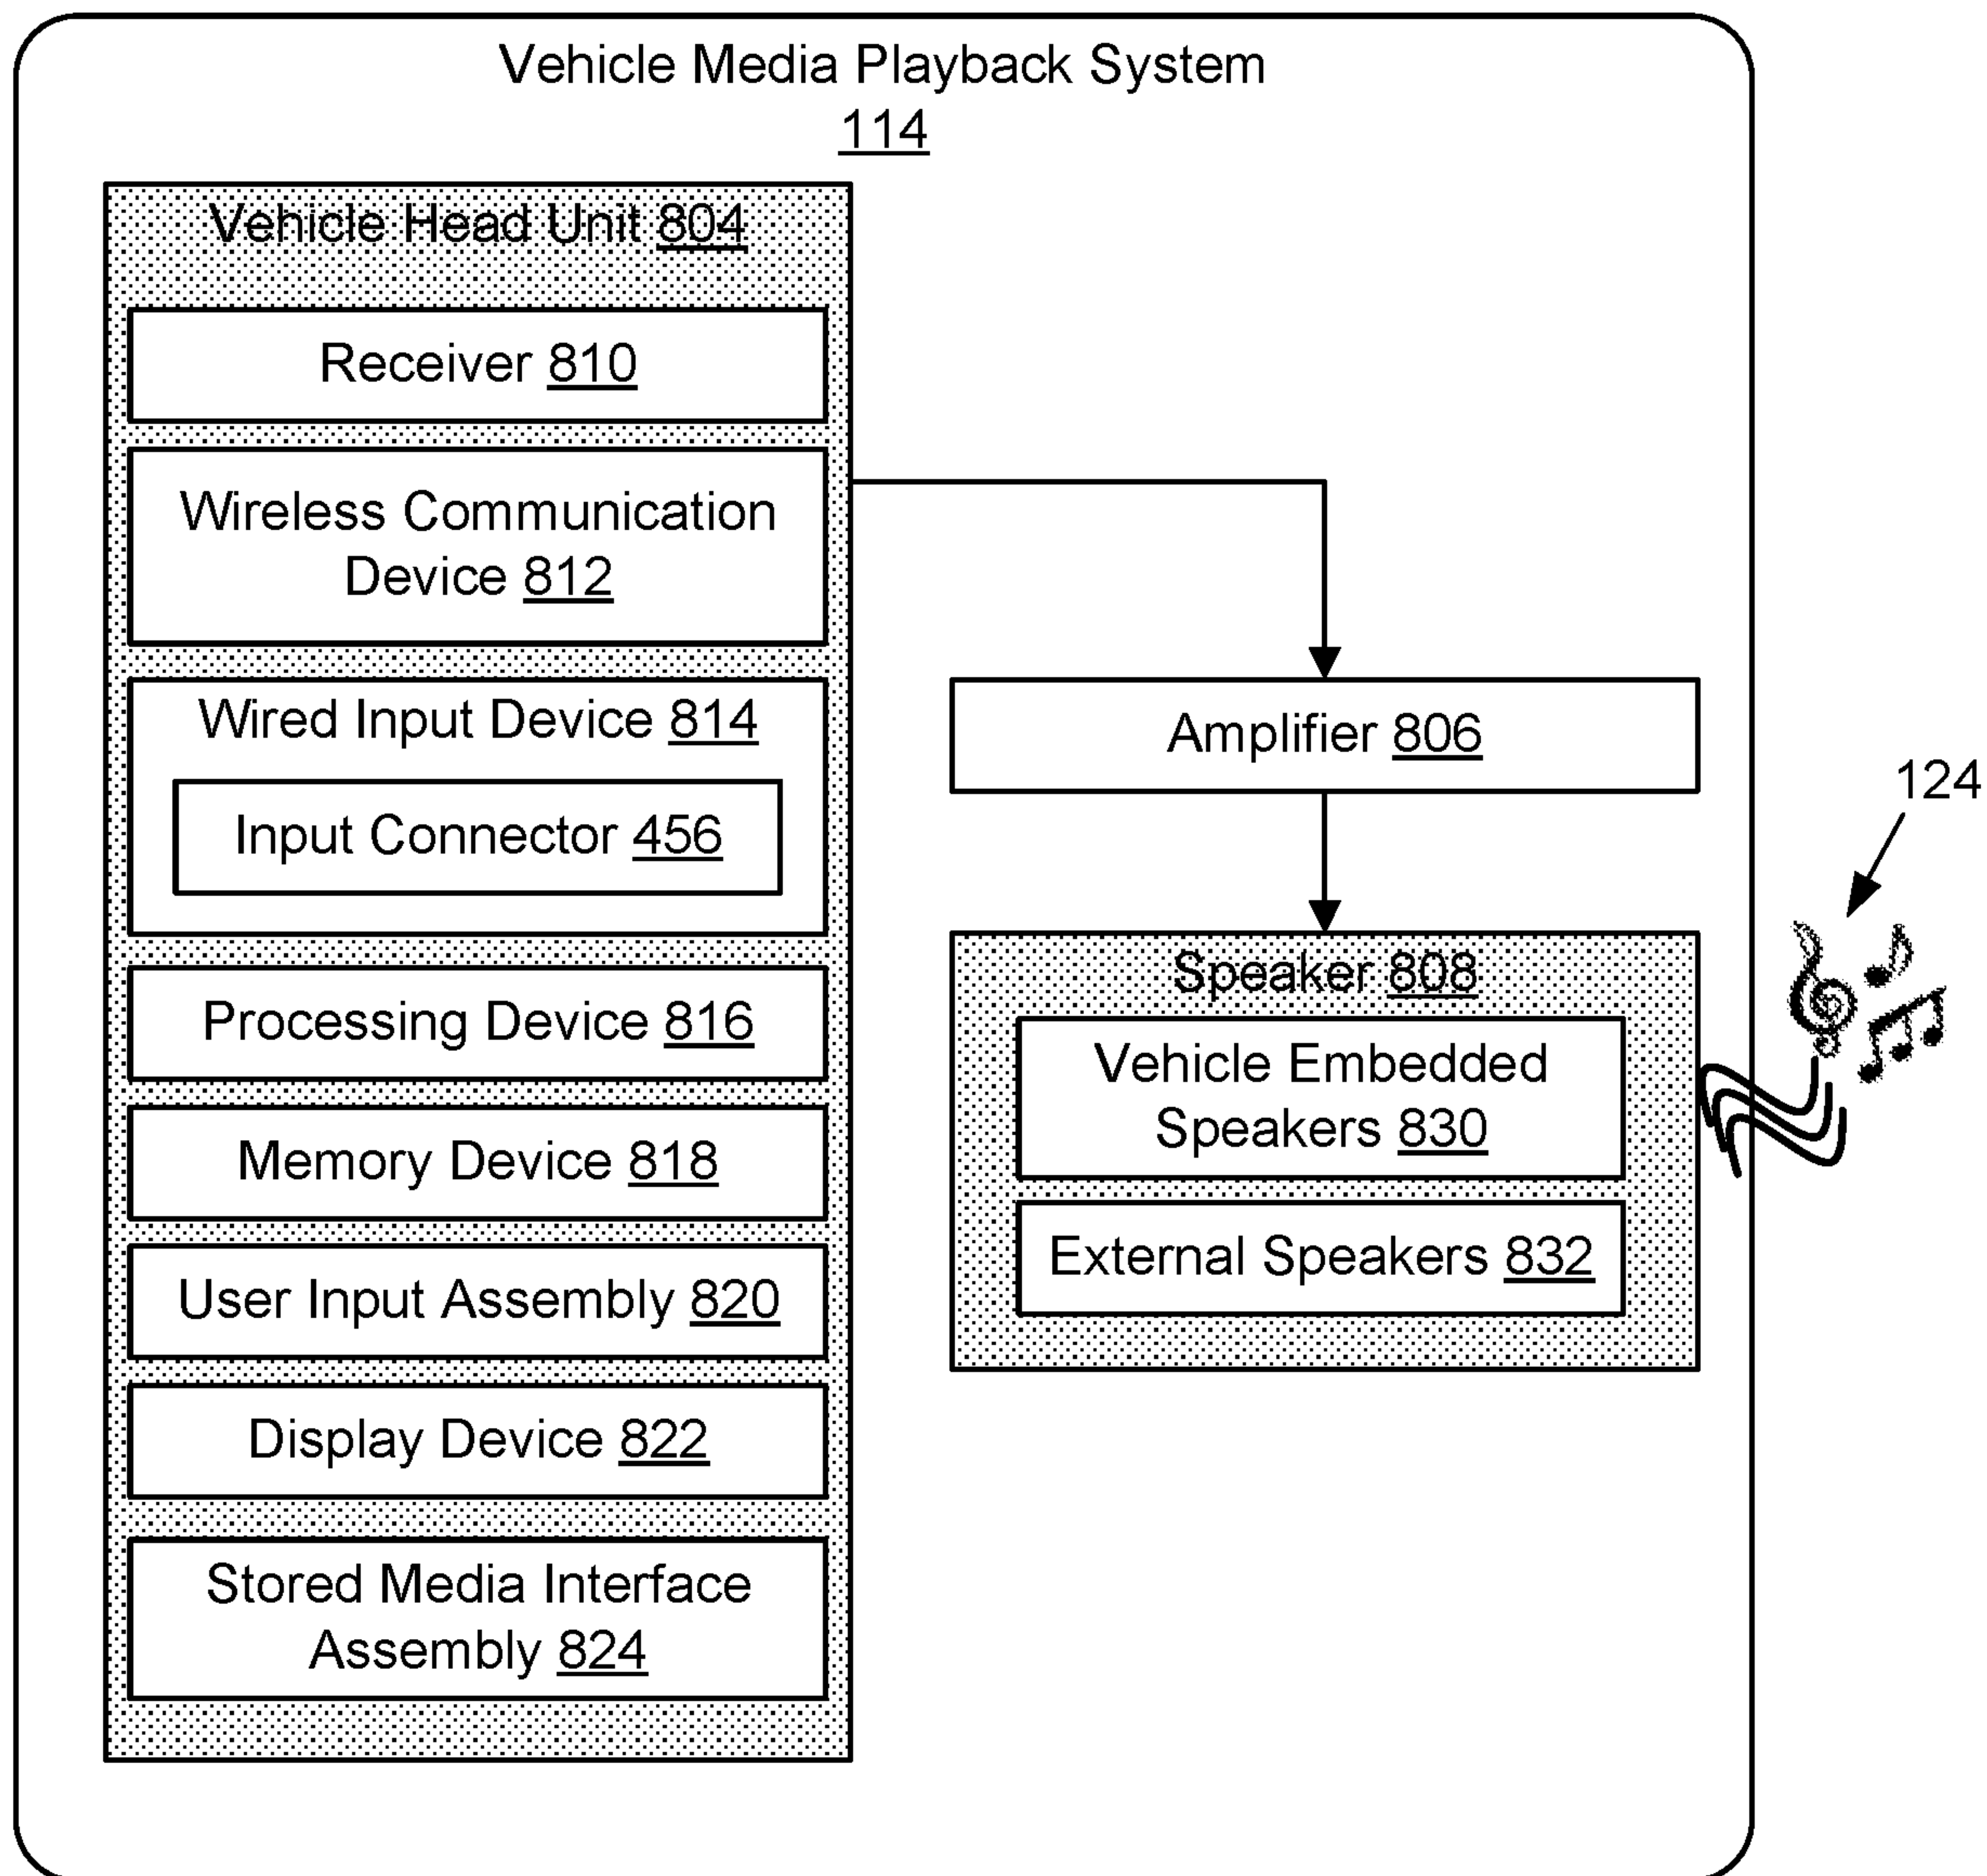 Vehicle Media Playback System
114
Vehicle Head Unit 804
Receiver 810
Wireless Communication
Device 812
Wired Input Device 814
Input Connector 456
Processing Device 816
Memory Device 818
User Input Assembly 820
Display Device 822
Stored Media Interface
Assembly 824
Amplifier 806
Speaker 808
Vehicle Embedded
Speakers 830
External Speakers 832
124